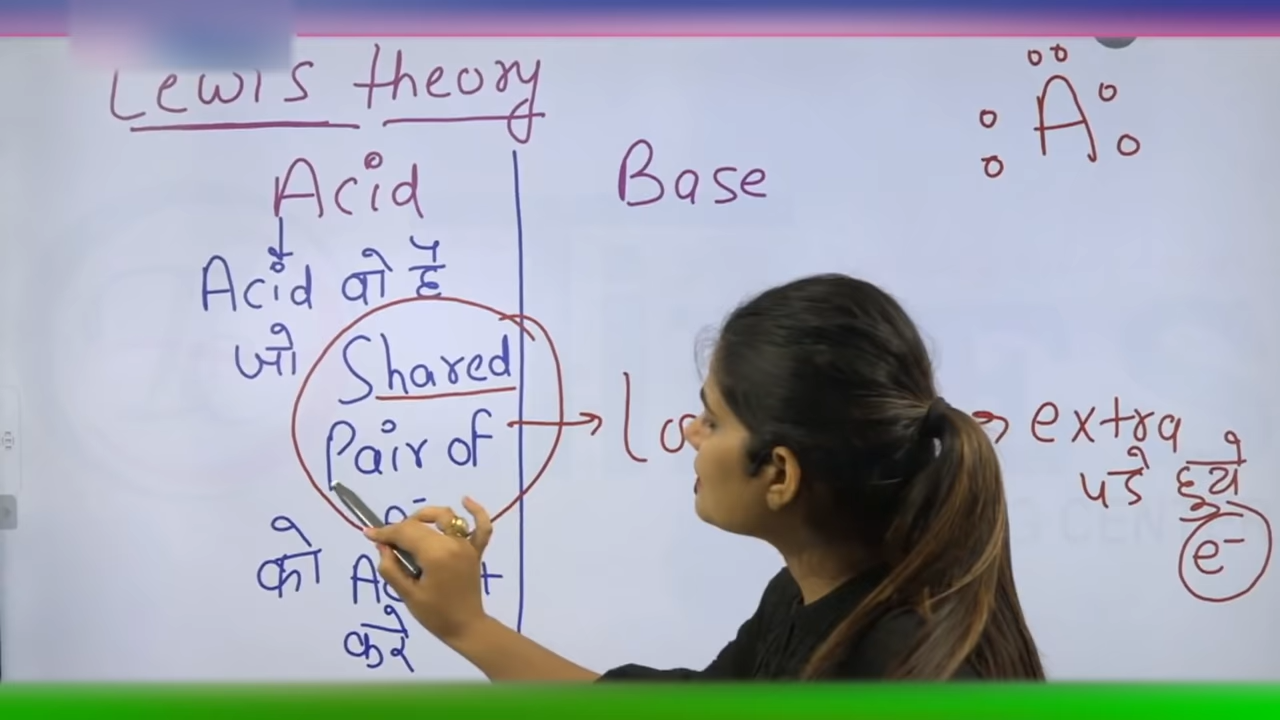 Lewis theory
Acid
Base
Acid वो है
जो Shared
Pair of
e⁻
को
करे
A
extra
पड़े हुये
e⁻